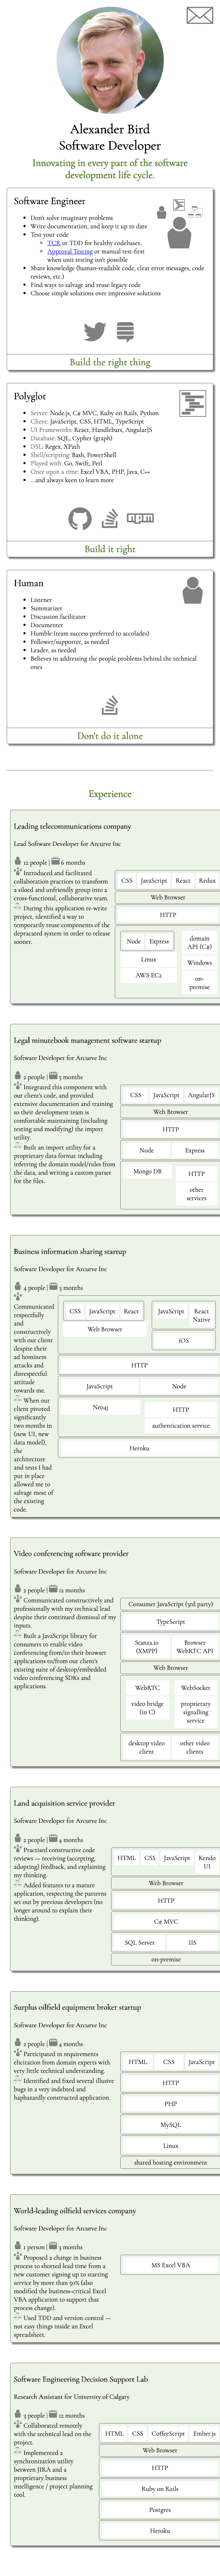 Alexander Bird
Software Developer
Innovating in every part of the software
development life cycle.
Software Engineer
Don't solve imaginary problems
Write documentation, and keep it up to date
Test your code
TCR or TDD for healthy codebases,
Approval Testing or manual test-first
when unit testing isn't possible
Share knowledge (human-readable code, clear error messages, code
reviews, etc.)
Find ways to salvage and reuse legacy code
Choose simple solutions over impressive solutions
Build the right thing
Polyglot
Server: Node.js, C# MVC, Ruby on Rails, Python
Client: JavaScript, CSS, HTML, TypeScript
UI Frameworks: React, Handlebars, AngularJS
Database: SQL, Cypher (graph)
DSL: Regex, XPath
Shell/scripting: Bash, PowerShell
Played with: Go, Swift, Perl
Once upon a time: Excel VBA, PHP, Java, C++
...and always keen to learn more
npm
Build it right
Human
Listener
Summarizer
Discussion facilitator
Documenter
Humble (team success preferred to accolades)
Follower/supporter, as needed
Leader, as needed
Believes in addressing the people problems behind the technical
ones
Don't do it alone
Experience
Leading telecommunications company
Lead Software Developer for Arcurve Inc
12 people | 6 months
Introduced and facilitated
collaboration practices to transform
a siloed and unfriendly group into a
cross-functional, collaborative team.
During this application re-write
project, identified a way to
temporarily reuse components of the
deprecated system in order to release
sooner.
CSS JavaScript React Redux
Web Browser
HTTP
Node Express
Linux
AWS EC2
domain
API (C#)
Windows
on-
premise
Legal minutebook management software startup
Software Developer for Arcurve Inc
2 people | 5 months
Integrated this component with
our client's code, and provided
extensive documentation and training
so their development team is
comfortable maintaining (including
testing and modifying) the import
utility.
Built an import utility for a
proprietary data format including
inferring the domain model/rules from
the data, and writing a custom parser
for the files.
CSS JavaScript AngularJS
Web Browser
HTTP
Node Express
Mongo DB
HTTP
other
services
Business information sharing startup
Software Developer for Arcurve Inc
4 people | 3 months
Communicated
respectfully
and
constructively
with our client
despite their
ad hominem
attacks and
disrespectful
attitude
towards me.
When our
client pivoted
significantly
two months in
(new UI, new
data model),
the
architecture
and tests I had
put in place
allowed me to
salvage most of
the existing
code.
CSS JavaScript React
Web Browser
JavaScript React
Native
iOS
HTTP
JavaScript Node
Neo4j
HTTP
authentication service
Heroku
Video conferencing software provider
Software Developer for Arcurve Inc
2 people | 12 months
Communicated constructively and
professionally with my technical lead
despite their continued dismissal of my
inputs.
Built a JavaScript library for
consumers to enable video
conferencing from/to their browser
applications to/from our client's
existing suite of desktop/embedded
video conferencing SDKs and
applications.
Consumer JavaScript (3rd party)
TypeScript
Stanza.io
(XMPP)
Browser
WebRTC API
Web Browser
WebRTC
video bridge
(in C)
WebSocket
proprietary
signalling
service
desktop video
client
other video
clients
Land acquisition service provider
Software Developer for Arcurve Inc
2 people | 4 months
Practised constructive code
reviews — receiving (accepting,
adopting) feedback, and explaining
my thinking.
Added features to a mature
application, respecting the patterns
set out by previous developers (no
longer around to explain their
thinking).
HTML CSS JavaScript Kendo
UI
Web Browser
HTTP
C# MVC
SQL Server IIS
on-premise
Surplus oilfield equipment broker startup
Software Developer for Arcurve Inc
2 people | 4 months
Participated in requirements
elicitation from domain experts with
very little technical understanding.
Identified and fixed several illusive
bugs in a very indebted and
haphazardly constructed application.
HTML CSS JavaScript
HTTP
PHP
MySQL
Linux
shared hosting environment
World-leading oilfield services company
Software Developer for Arcurve Inc
1 person | 3 months
Proposed a change in business
process to shorted lead time from a
new customer signing up to starting
service by more than 50% (also
modified the business-critical Excel
VBA application to support that
process change).
Used TDD and version control —
not easy things inside an Excel
spreadsheet.
MS Excel VBA
Software Engineering Decision Support Lab
Research Assistant for University of Calgary
3 people | 12 months
Collaborated remotely
with the technical lead on the
project.
Implemented a
synchronization utility
between JIRA and a
proprietary business
intelligence / project planning
tool.
HTML CSS CoffeeScript Ember.js
Web Browser
HTTP
Ruby on Rails
Postgres
Heroku